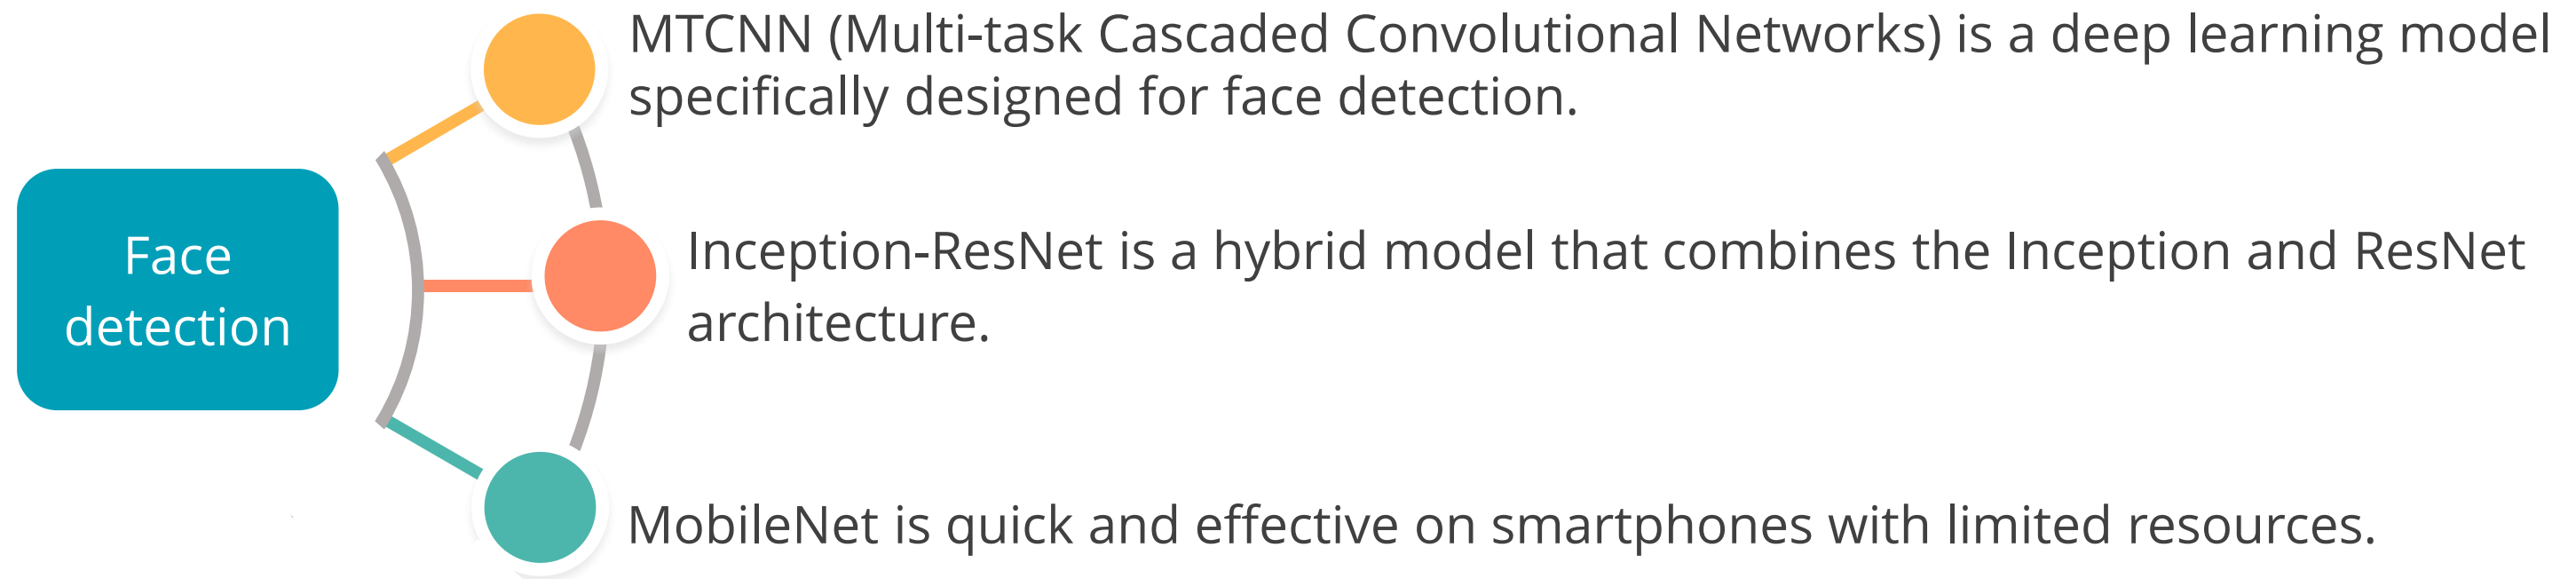 MTCNN (Multi-task Cascaded Convolutional Networks) is a deep learning model
specifically designed for face detection.
Face
detection
Inception-ResNet is a hybrid model that combines the Inception and ResNet
architecture.
MobileNet is quick and effective on smartphones with limited resources.